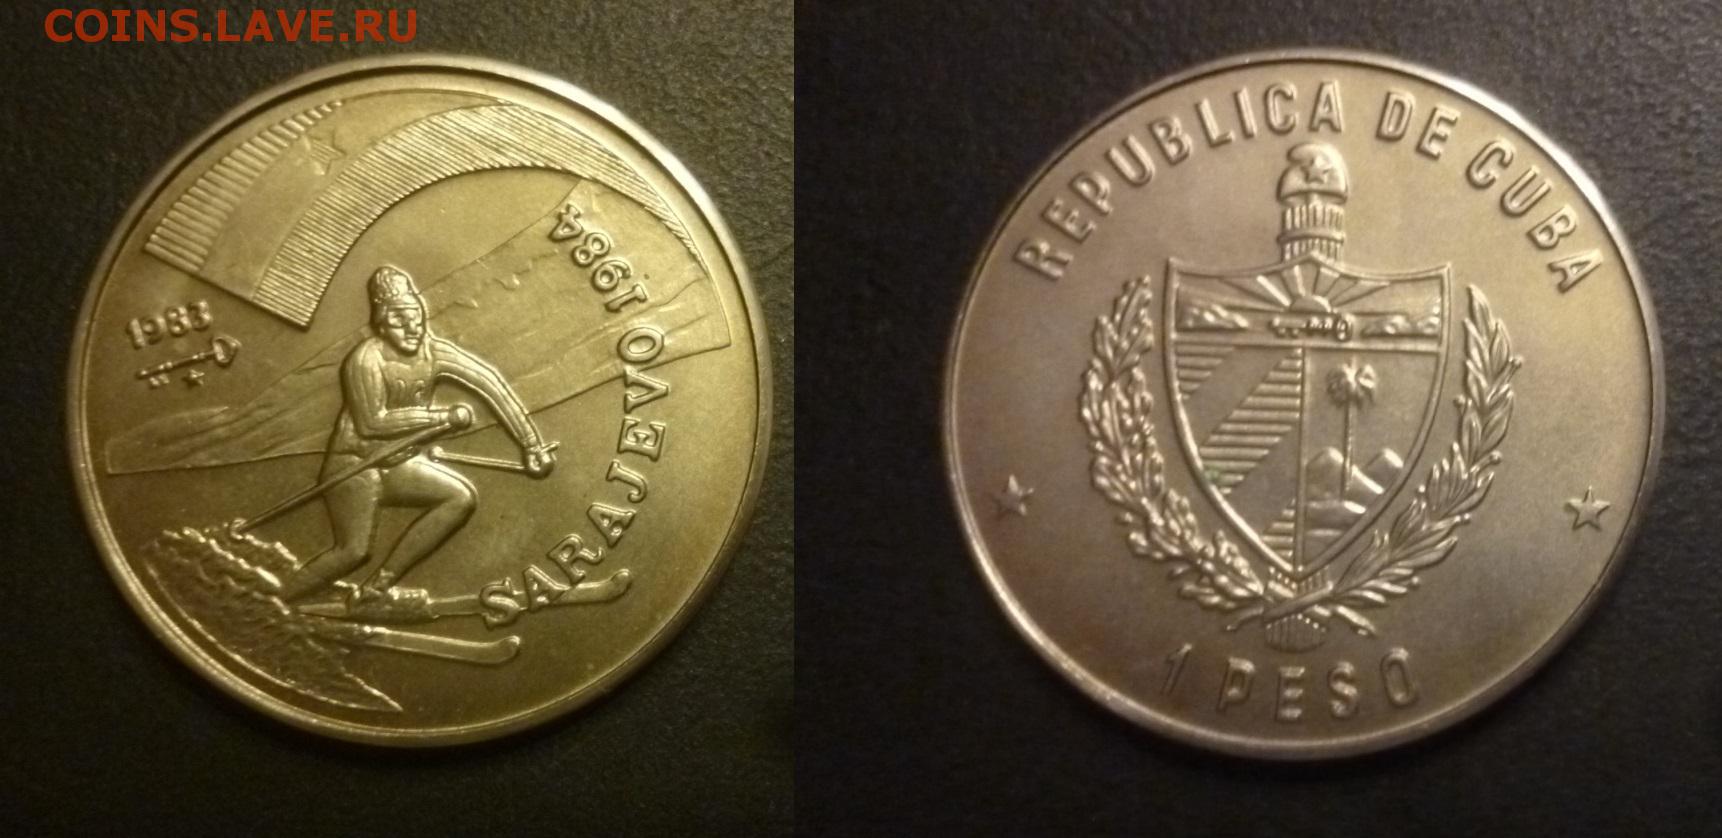 COINS.LAVE.RU
1983
SARAJEVO 1984
REPUBLICA DE CUBA
1 PESO